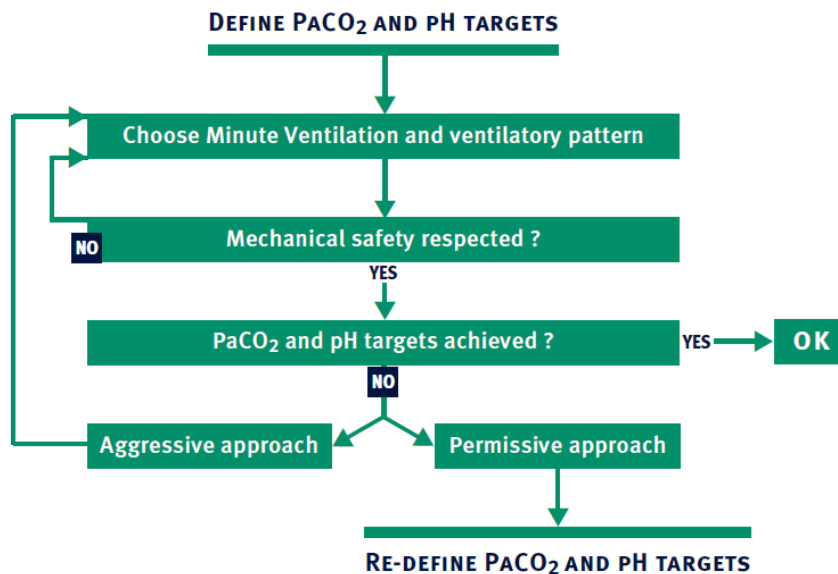 DEFINE PACO2 AND PH TARGETS
Choose Minute Ventilation and ventilatory pattern
Mechanical safety respected ?
NO
YES
PaCO2 and pH targets achieved ?
YES
OK
NO
Aggressive approach
Permissive approach
RE-DEFINE PACO2 AND PH TARGETS